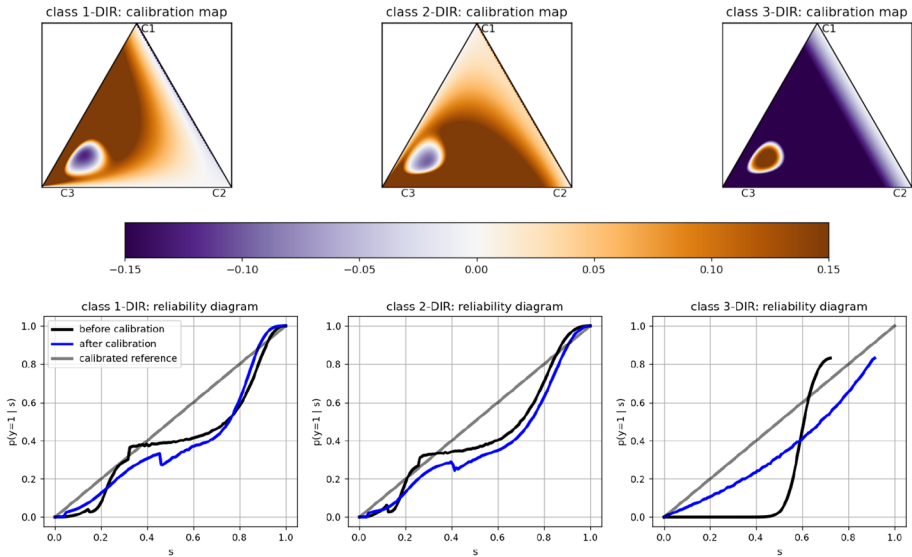 class 1-DIR: calibration map
class 2-DIR: calibration map
class 3-DIR: calibration map
C1
C1
C1
C3
C2
C3
C2
C3
C2
−0.15
−0.10
−0.05
0.00
0.05
0.10
0.15
class 1-DIR: reliability diagram
class 2-DIR: reliability diagram
class 3-DIR: reliability diagram
before calibration
after calibration
calibrated reference
p(y=1 | s)
1.0
0.8
0.6
0.4
0.2
0.0
0.0
0.2
0.4
0.6
0.8
1.0
s
p(y=1 | s)
1.0
0.8
0.6
0.4
0.2
0.0
0.0
0.2
0.4
0.6
0.8
1.0
s
p(y=1 | s)
1.0
0.8
0.6
0.4
0.2
0.0
0.0
0.2
0.4
0.6
0.8
1.0
s